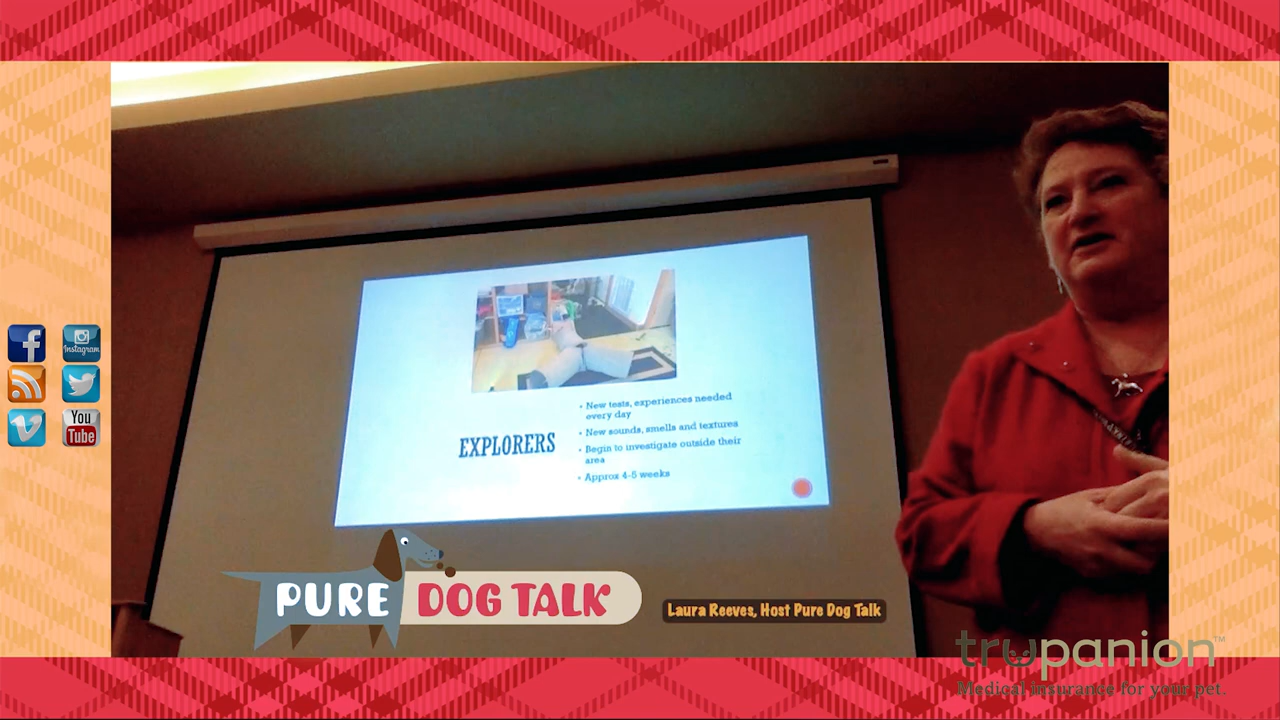 EXPLORERS
• New tests, experiences needed
every day
• New sounds, smells and textures
• Begin to investigate outside their
area
• Approx 4-5 weeks
Instagram
You
Tube
PURE DOG TALK
Laura Reeves, Host Pure Dog Talk
trupanion™
Medical insurance for your pet.